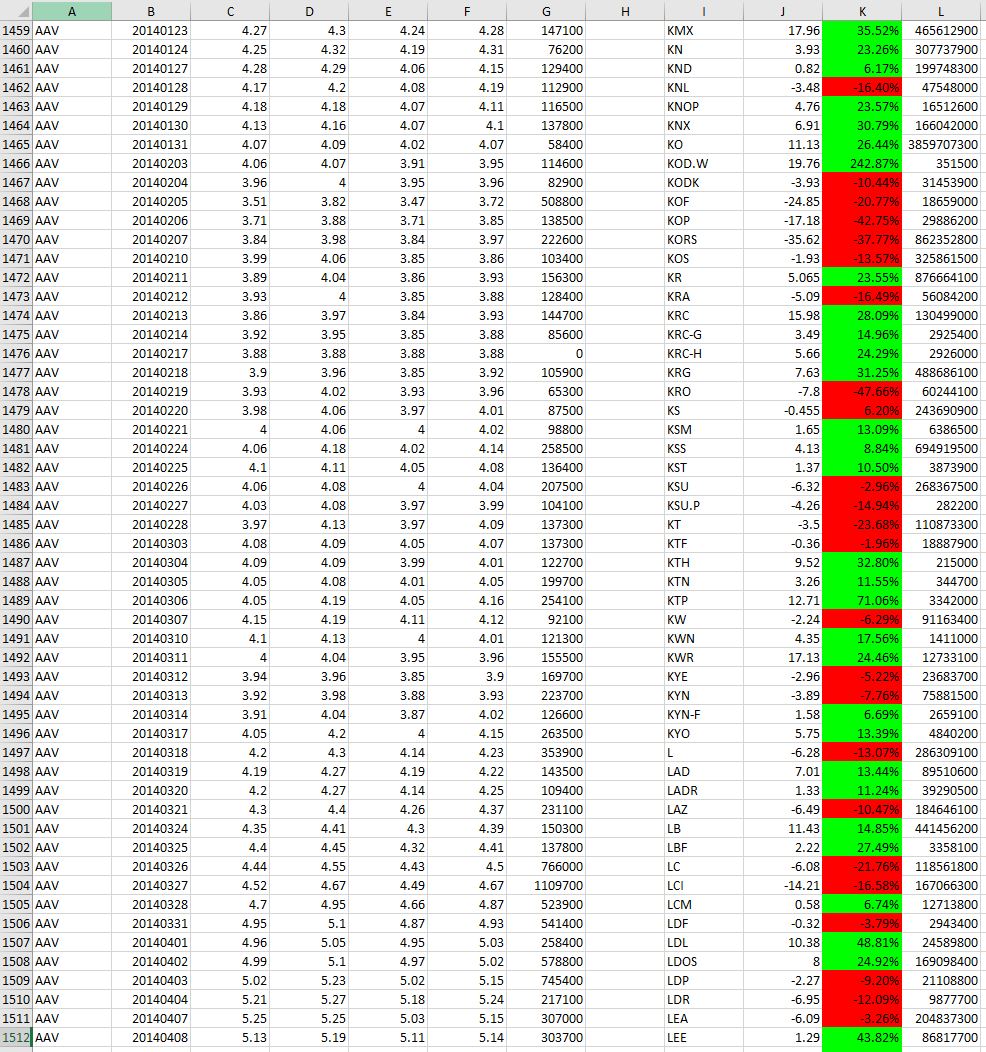 A B C D E F G H I J K L
1459 AAV 20140123 4.27 4.3 4.24 4.28 147100 KMX 17.96 35.52% 465612900
1460 AAV 20140124 4.25 4.32 4.19 4.31 76200 KN 3.93 23.26% 307737900
1461 AAV 20140127 4.28 4.29 4.06 4.15 129400 KND 0.82 6.17% 199748300
1462 AAV 20140128 4.17 4.2 4.08 4.19 112900 KNL -3.48 -16.40% 47548000
1463 AAV 20140129 4.18 4.18 4.07 4.11 116500 KNOP 4.76 23.57% 16512600
1464 AAV 20140130 4.13 4.16 4.07 4.1 137800 KNX 6.91 30.79% 166042000
1465 AAV 20140131 4.07 4.09 4.02 4.07 58400 KO 11.13 26.44% 3859707300
1466 AAV 20140203 4.06 4.07 3.91 3.95 114600 KOD.W 19.76 242.87% 351500
1467 AAV 20140204 3.96 4 3.95 3.96 82900 KODK -3.93 -10.44% 31453900
1468 AAV 20140205 3.51 3.82 3.47 3.72 508800 KOF -24.85 -20.77% 18659000
1469 AAV 20140206 3.71 3.88 3.71 3.85 138500 KOP -17.18 -42.75% 29886200
1470 AAV 20140207 3.84 3.98 3.84 3.97 222600 KORS -35.62 -37.77% 862352800
1471 AAV 20140210 3.99 4.06 3.85 3.86 103400 KOS -1.93 -13.57% 325861500
1472 AAV 20140211 3.89 4.04 3.86 3.93 156300 KR 5.065 23.55% 876664100
1473 AAV 20140212 3.93 4 3.85 3.88 128400 KRA -5.09 -16.49% 56084200
1474 AAV 20140213 3.86 3.97 3.84 3.93 144700 KRC 15.98 28.09% 130499000
1475 AAV 20140214 3.92 3.95 3.85 3.88 85600 KRC-G 3.49 14.96% 2925400
1476 AAV 20140217 3.88 3.88 3.88 3.88 0 KRC-H 5.66 24.29% 2926000
1477 AAV 20140218 3.9 3.96 3.85 3.92 105900 KRG 7.63 31.25% 488686100
1478 AAV 20140219 3.93 4.02 3.93 3.96 65300 KRO -7.8 -47.66% 60244100
1479 AAV 20140220 3.98 4.06 3.97 4.01 87500 KS -0.455 6.20% 243690900
1480 AAV 20140221 4 4.06 4 4.02 98800 KSM 1.65 13.09% 6386500
1481 AAV 20140224 4.06 4.18 4.02 4.14 258500 KSS 4.13 8.84% 694919500
1482 AAV 20140225 4.1 4.11 4.05 4.08 136400 KST 1.37 10.50% 3873900
1483 AAV 20140226 4.06 4.08 4 4.04 207500 KSU -6.32 -2.96% 268367500
1484 AAV 20140227 4.03 4.08 3.97 3.99 104100 KSU.P -4.26 -14.94% 282200
1485 AAV 20140228 3.97 4.13 3.97 4.09 137300 KT -3.5 -23.68% 110873300
1486 AAV 20140303 4.08 4.09 4.05 4.07 137300 KTF -0.36 -1.96% 18887900
1487 AAV 20140304 4.09 4.09 3.99 4.01 122700 KTH 9.52 32.80% 215000
1488 AAV 20140305 4.05 4.08 4.01 4.05 199700 KTN 3.26 11.55% 344700
1489 AAV 20140306 4.05 4.19 4.05 4.16 254100 KTP 12.71 71.06% 3342000
1490 AAV 20140307 4.15 4.19 4.11 4.12 92100 KW -2.24 -6.29% 91163400
1491 AAV 20140310 4.1 4.13 4 4.01 121300 KWN 4.35 17.56% 1411000
1492 AAV 20140311 4 4.04 3.95 3.96 155500 KWR 17.13 24.46% 12733100
1493 AAV 20140312 3.94 3.96 3.85 3.9 169700 KYE -2.96 -5.22% 23683700
1494 AAV 20140313 3.92 3.98 3.88 3.93 223700 KYN -3.89 -7.76% 75881500
1495 AAV 20140314 3.91 4.04 3.87 4.02 126600 KYN-F 1.58 6.69% 2659100
1496 AAV 20140317 4.05 4.2 4 4.15 263500 KYO 5.75 13.39% 4840200
1497 AAV 20140318 4.2 4.3 4.14 4.23 353900 L -6.28 -13.07% 286309100
1498 AAV 20140319 4.19 4.27 4.19 4.22 143500 LAD 7.01 13.44% 89510600
1499 AAV 20140320 4.2 4.27 4.14 4.25 109400 LADR 1.33 11.24% 39290500
1500 AAV 20140321 4.3 4.4 4.26 4.37 231100 LAZ -6.49 -10.47% 184646100
1501 AAV 20140324 4.35 4.41 4.3 4.39 150300 LB 11.43 14.85% 441456200
1502 AAV 20140325 4.4 4.45 4.32 4.41 137800 LBF 2.22 27.49% 3358100
1503 AAV 20140326 4.44 4.55 4.43 4.5 766000 LC -6.08 -21.76% 118561800
1504 AAV 20140327 4.52 4.67 4.49 4.67 1109700 LCI -14.21 -16.58% 167066300
1505 AAV 20140328 4.7 4.95 4.66 4.87 523900 LCM 0.58 6.74% 12713800
1506 AAV 20140331 4.95 5.1 4.87 4.93 541400 LDF -0.32 -3.79% 2943400
1507 AAV 20140401 4.96 5.05 4.95 5.03 258400 LDL 10.38 48.81% 24589800
1508 AAV 20140402 4.99 5.1 4.97 5.02 578800 LDOS 8 24.92% 169098400
1509 AAV 20140403 5.02 5.23 5.02 5.15 745400 LDP -2.27 -9.20% 21108800
1510 AAV 20140404 5.21 5.27 5.18 5.24 217100 LDR -6.95 -12.09% 9877700
1511 AAV 20140407 5.25 5.25 5.03 5.15 307000 LEA -6.09 -3.26% 204837300
1512 AAV 20140408 5.13 5.19 5.11 5.14 303700 LEE 1.29 43.82% 86817700